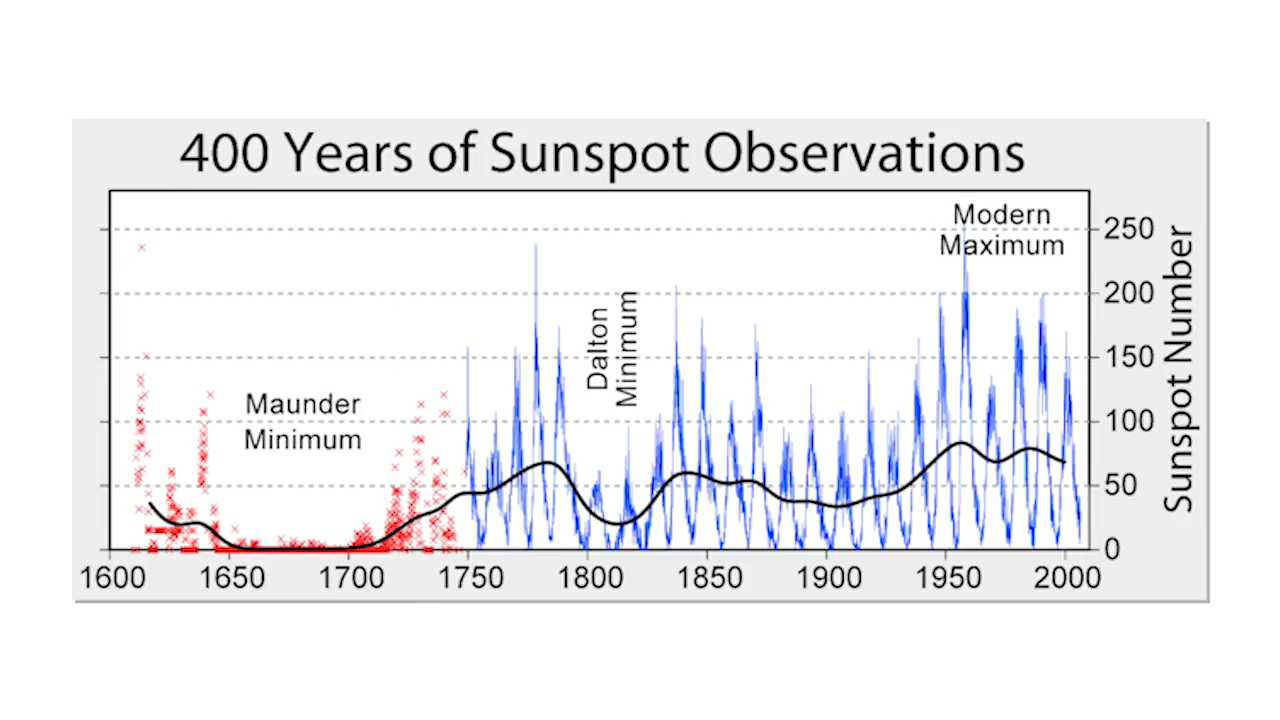 400 Years of Sunspot Observations
Modern
Maximum
Dalton
Minimum
Maunder
Minimum
250
200
150
100
50
0
Sunspot Number
1600 1650 1700 1750 1800 1850 1900 1950 2000